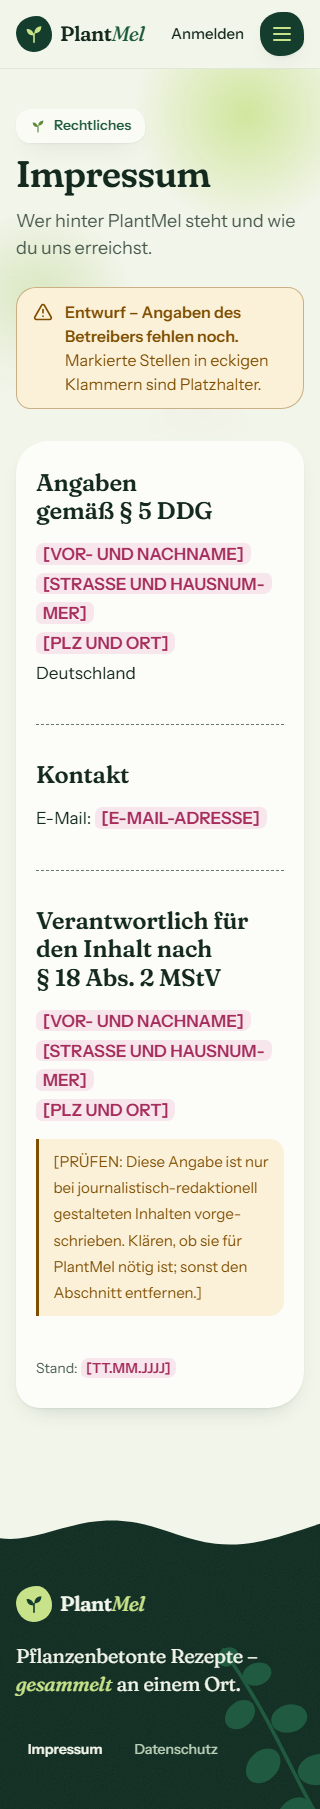 PlantMel Anmelden
Rechtliches
Impressum
Wer hinter PlantMel steht und wie
du uns erreichst.
Entwurf – Angaben des
Betreibers fehlen noch.
Markierte Stellen in eckigen
Klammern sind Platzhalter.
Angaben
gemäß § 5 DDG
[VOR- UND NACHNAME]
[STRASSE UND HAUSNUM-
MER]
[PLZ UND ORT]
Deutschland
Kontakt
E-Mail: [E-MAIL-ADRESSE]
Verantwortlich für
den Inhalt nach
§ 18 Abs. 2 MStV
[VOR- UND NACHNAME]
[STRASSE UND HAUSNUM-
MER]
[PLZ UND ORT]
[PRÜFEN: Diese Angabe ist nur
bei journalistisch-redaktionell
gestalteten Inhalten vorge-
schrieben. Klären, ob sie für
PlantMel nötig ist; sonst den
Abschnitt entfernen.]
Stand: [TT.MM.JJJJ]
PlantMel
Pflanzenbetonte Rezepte –
gesammelt an einem Ort.
Impressum Datenschutz